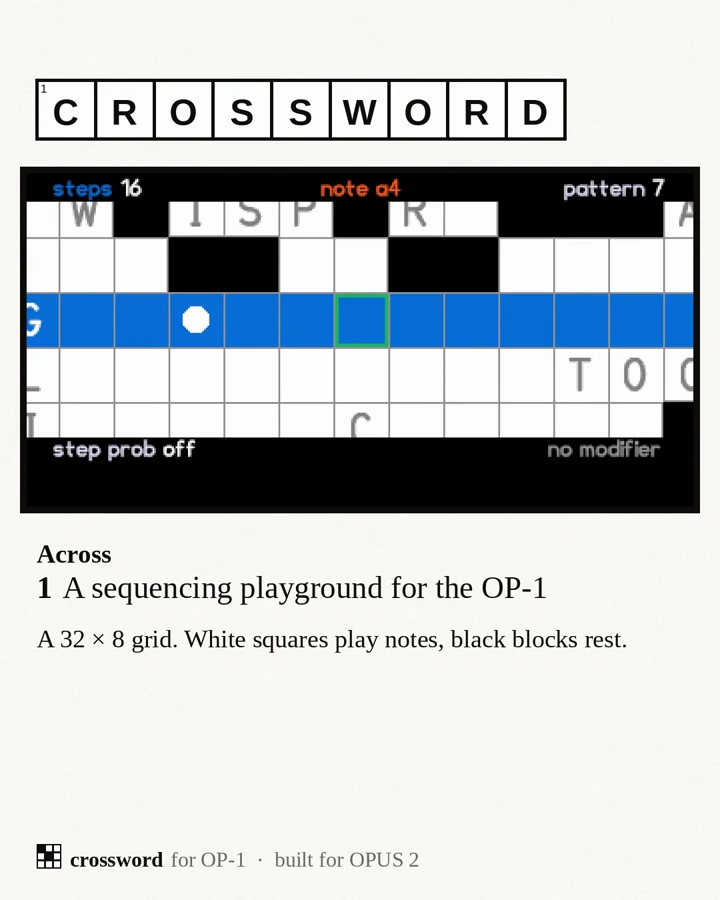 1
CROSSWORD
steps 16 note a4 pattern 7
W I S P R A
G
L T O C
I C
step prob off no modifier
Across
1 A sequencing playground for the OP-1
A 32 × 8 grid. White squares play notes, black blocks rest.
crossword for OP-1 · built for OPUS 2